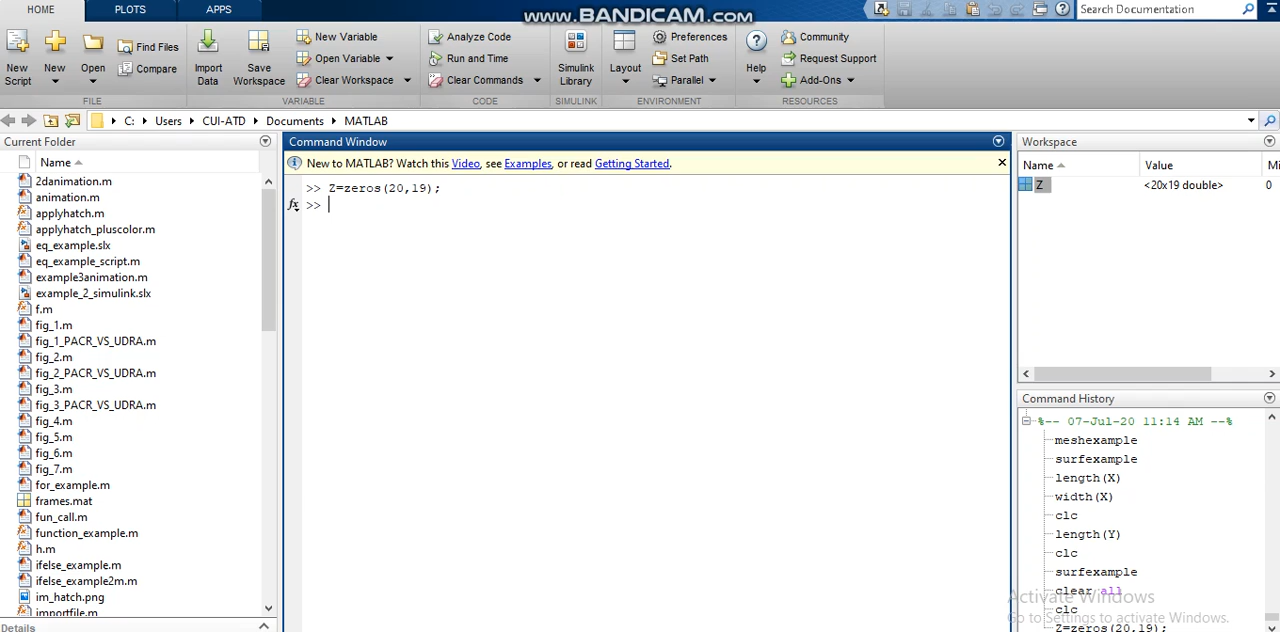 HOME PLOTS APPS www.BANDICAM.com Search Documentation
New Script
New
Open
Find Files
Compare
FILE
Import Data
Save Workspace
New Variable
Open Variable
Clear Workspace
VARIABLE
Analyze Code
Run and Time
Clear Commands
CODE
Simulink Library
SIMULINK
Layout
Preferences
Set Path
Parallel
ENVIRONMENT
Help
Community
Request Support
Add-Ons
RESOURCES
C: Users CUI-ATD Documents MATLAB
Current Folder
Name
2danimation.m
animation.m
applyhatch.m
applyhatch_pluscolor.m
eq_example.slx
eq_example_script.m
example3animation.m
example_2_simulink.slx
f.m
fig_1.m
fig_1_PACR_VS_UDRA.m
fig_2.m
fig_2_PACR_VS_UDRA.m
fig_3.m
fig_3_PACR_VS_UDRA.m
fig_4.m
fig_5.m
fig_6.m
fig_7.m
for_example.m
frames.mat
fun_call.m
function_example.m
h.m
ifelse_example.m
ifelse_example2m.m
im_hatch.png
importfile.m
Details
Command Window
New to MATLAB? Watch this Video, see Examples, or read Getting Started.
>> Z=zeros(20,19);
fx >>
Workspace
Name Value Mi
Z <20x19 double> 0
Command History
%-- 07-Jul-20 11:14 AM --%
meshexample
surfexample
length(X)
width(X)
clc
length(Y)
clc
surfexample
clear all
clc
Z=zeros(20,19);
Activate Windows
Go to Settings to activate Windows.